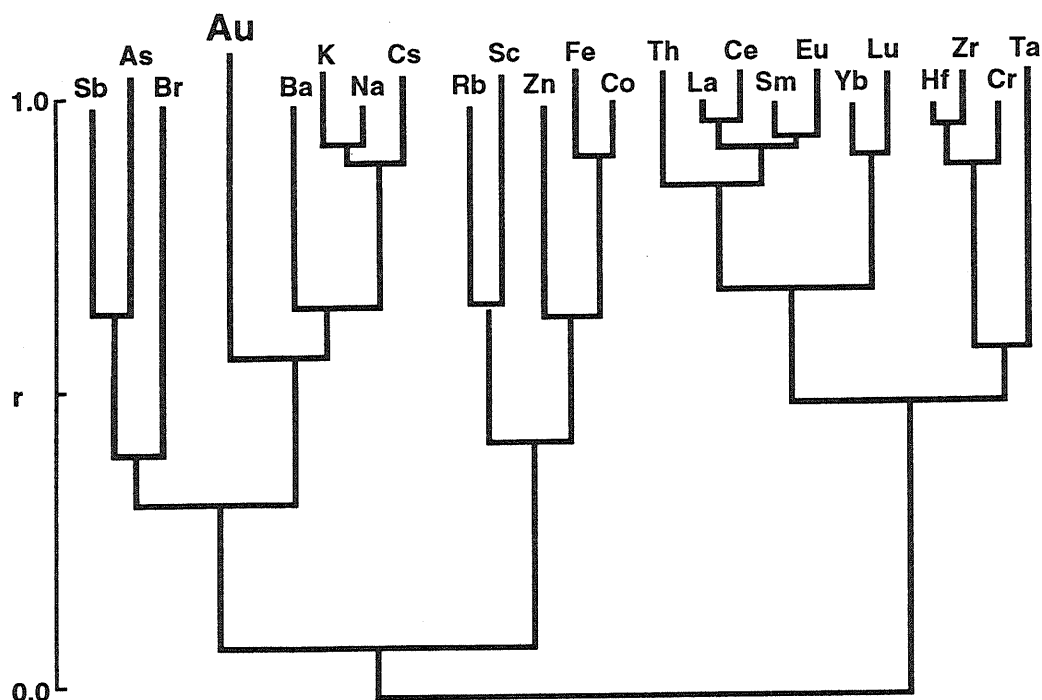 Au
K Cs Sc Fe Th Ce Eu Lu Zr Ta
As
Sb Br Ba Na Rb Zn Co La Sm Yb Hf Cr
1.0
r
0.0